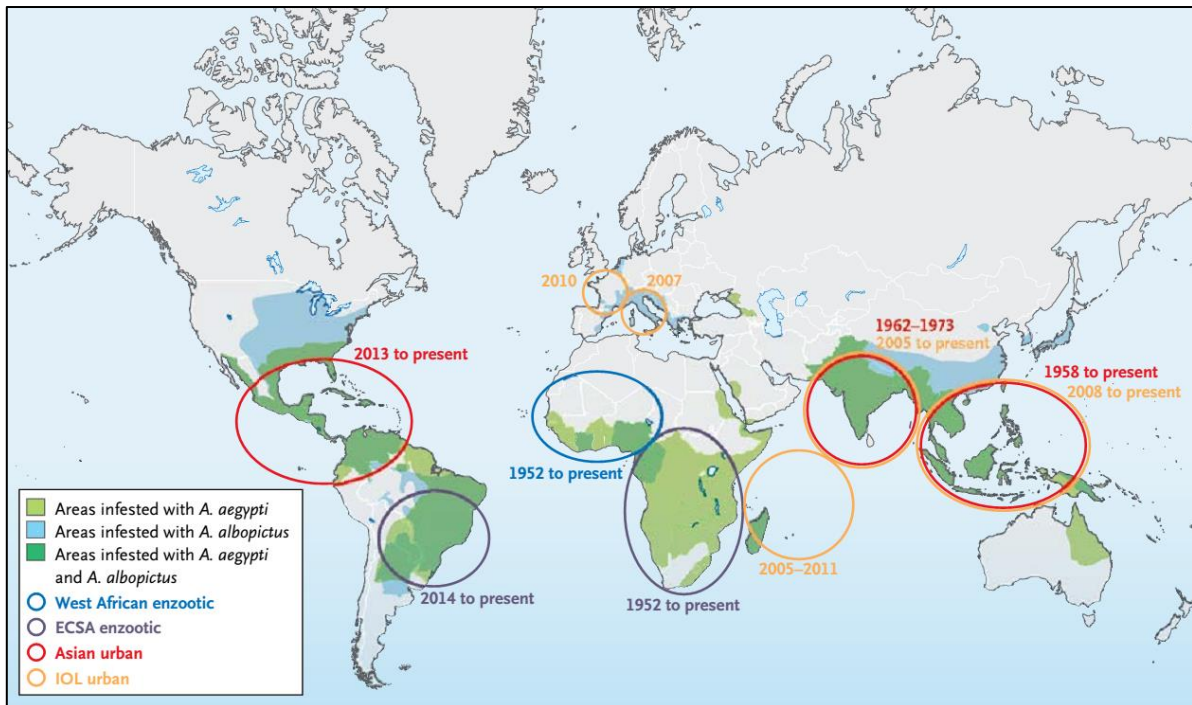 2010
2007
1962–1973
2005 to present
2013 to present
1958 to present
2008 to present
1952 to present
2005–2011
2014 to present
1952 to present
Areas infested with A. aegypti
Areas infested with A. albopictus
Areas infested with A. aegypti
and A. albopictus
West African enzootic
ECSA enzootic
Asian urban
IOL urban